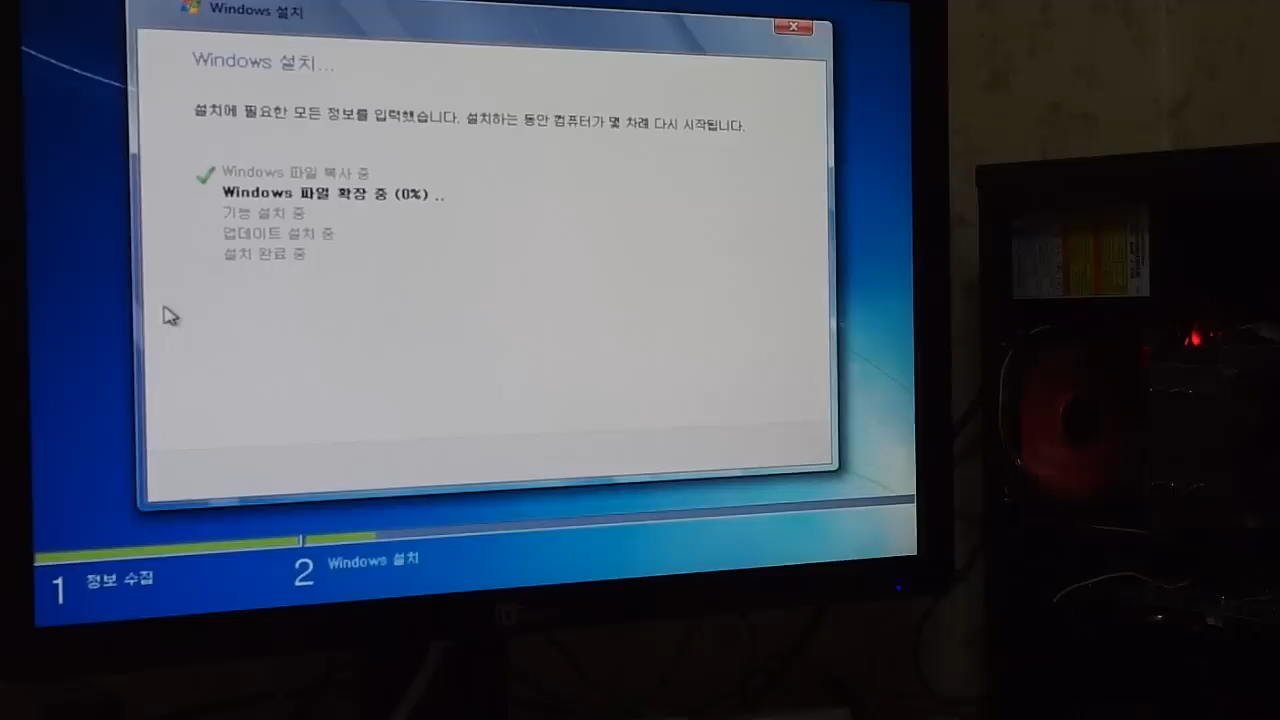 Windows 설치
Windows 설치...
설치에 필요한 모든 정보를 입력했습니다. 설치하는 동안 컴퓨터가 몇 차례 다시 시작됩니다.
Windows 파일 복사 중
Windows 파일 확장 중 (0%) ..
기능 설치 중
업데이트 설치 중
설치 완료 중
1 정보 수집
2 Windows 설치